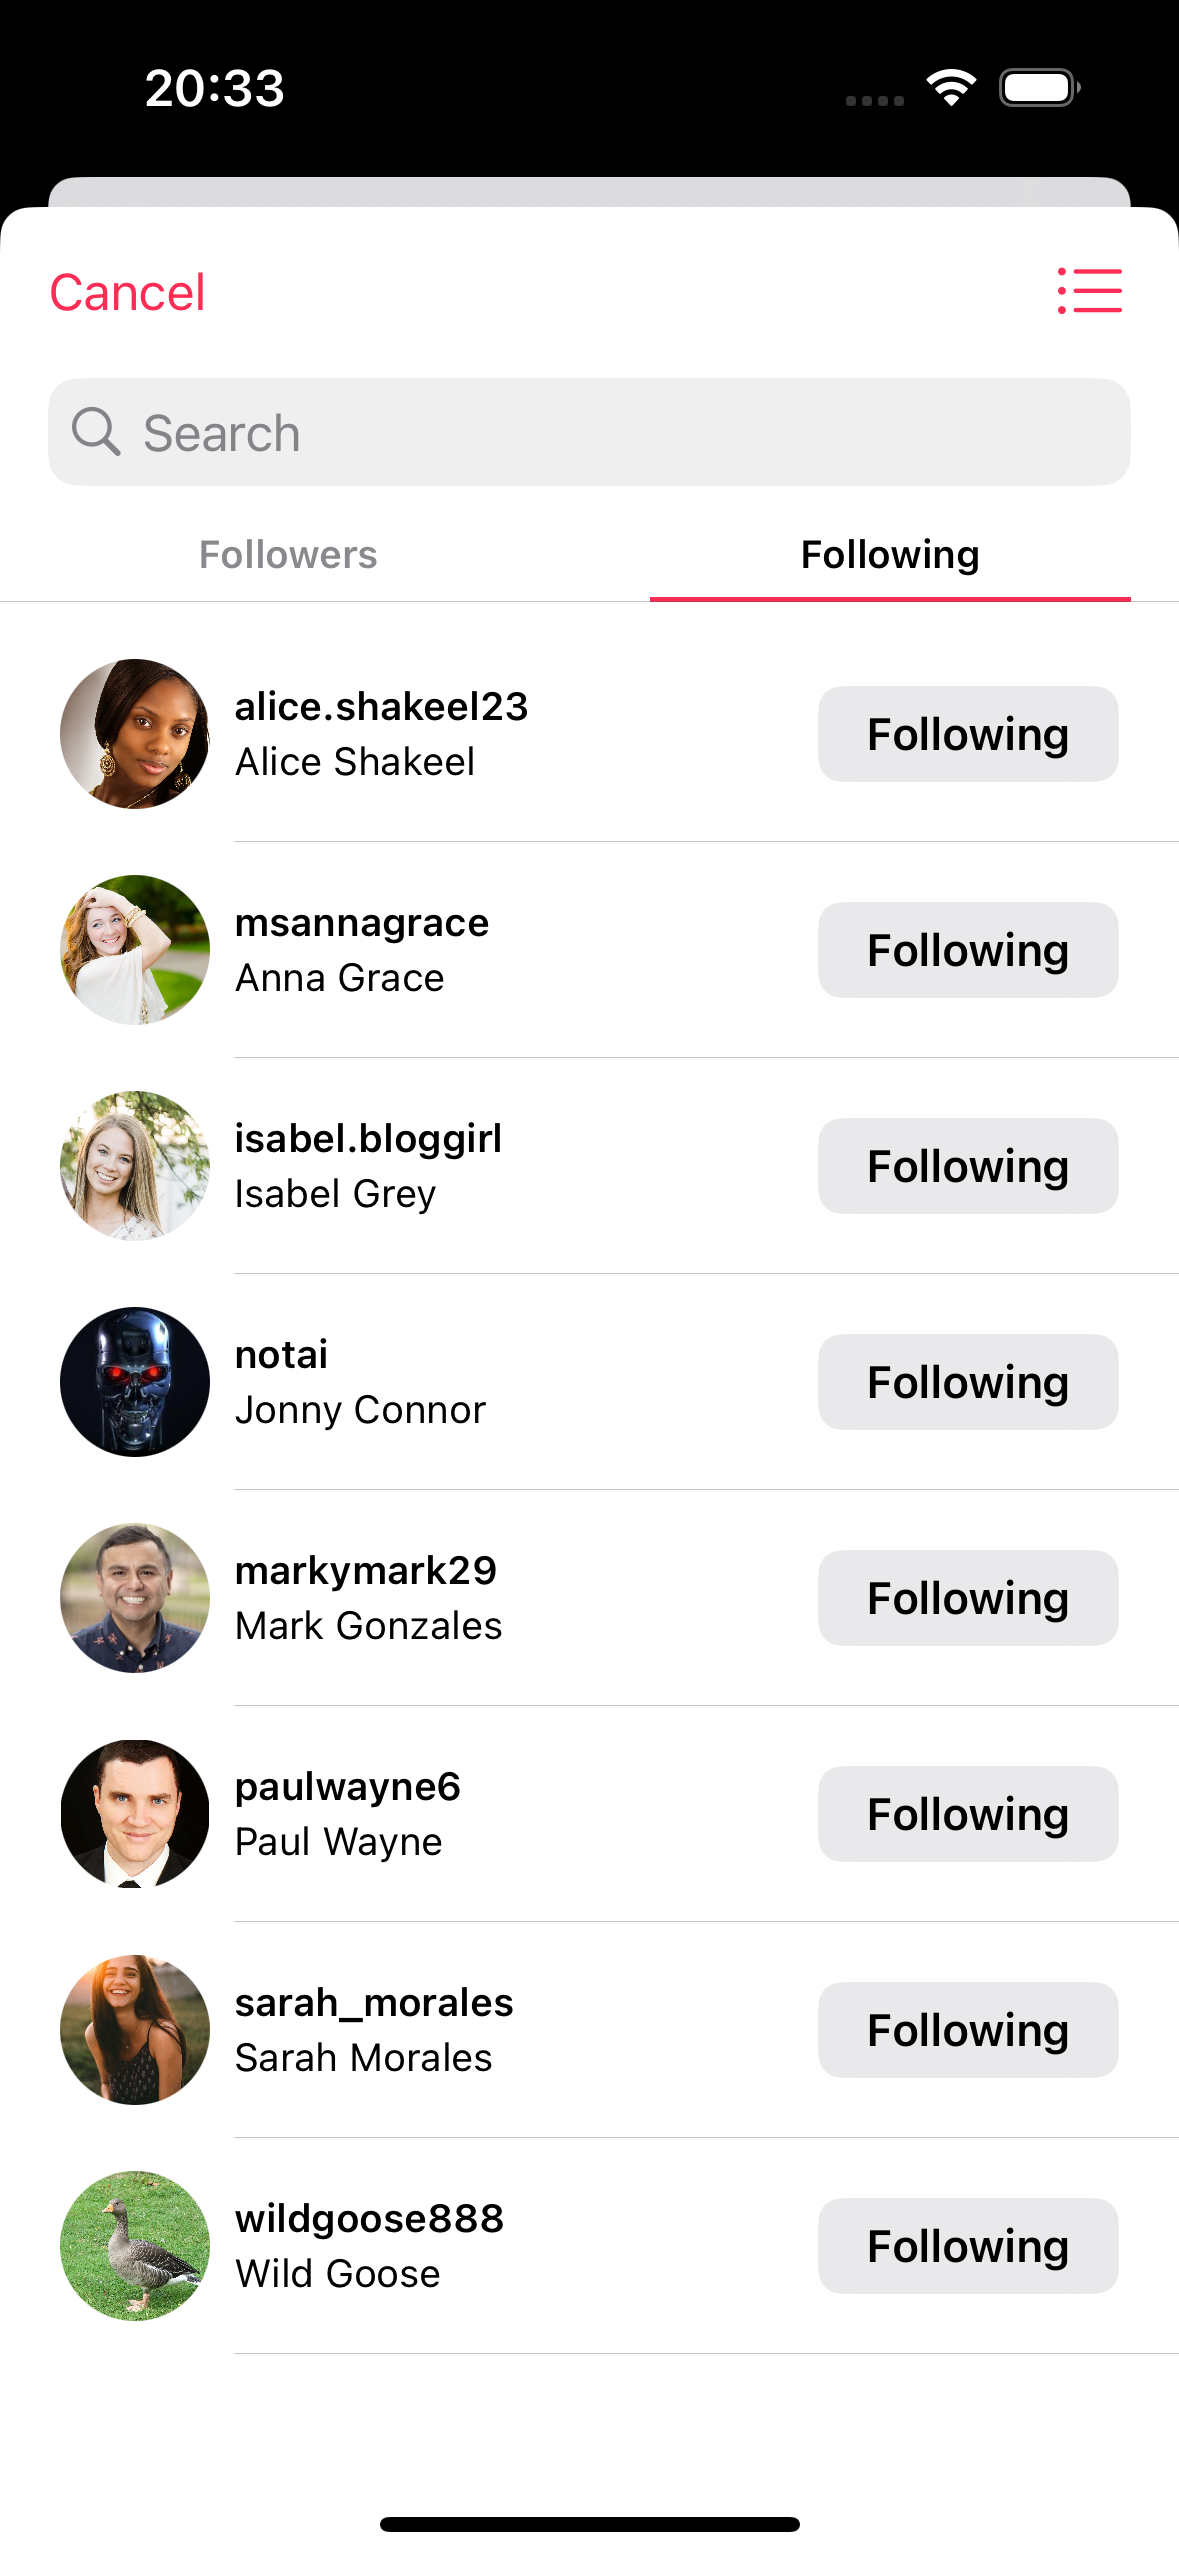 20:33
Cancel
Search
Followers
Following
alice.shakeel23
Alice Shakeel
Following
msannagrace
Anna Grace
Following
isabel.bloggirl
Isabel Grey
Following
notai
Jonny Connor
Following
markymark29
Mark Gonzales
Following
paulwayne6
Paul Wayne
Following
sarah_morales
Sarah Morales
Following
wildgoose888
Wild Goose
Following